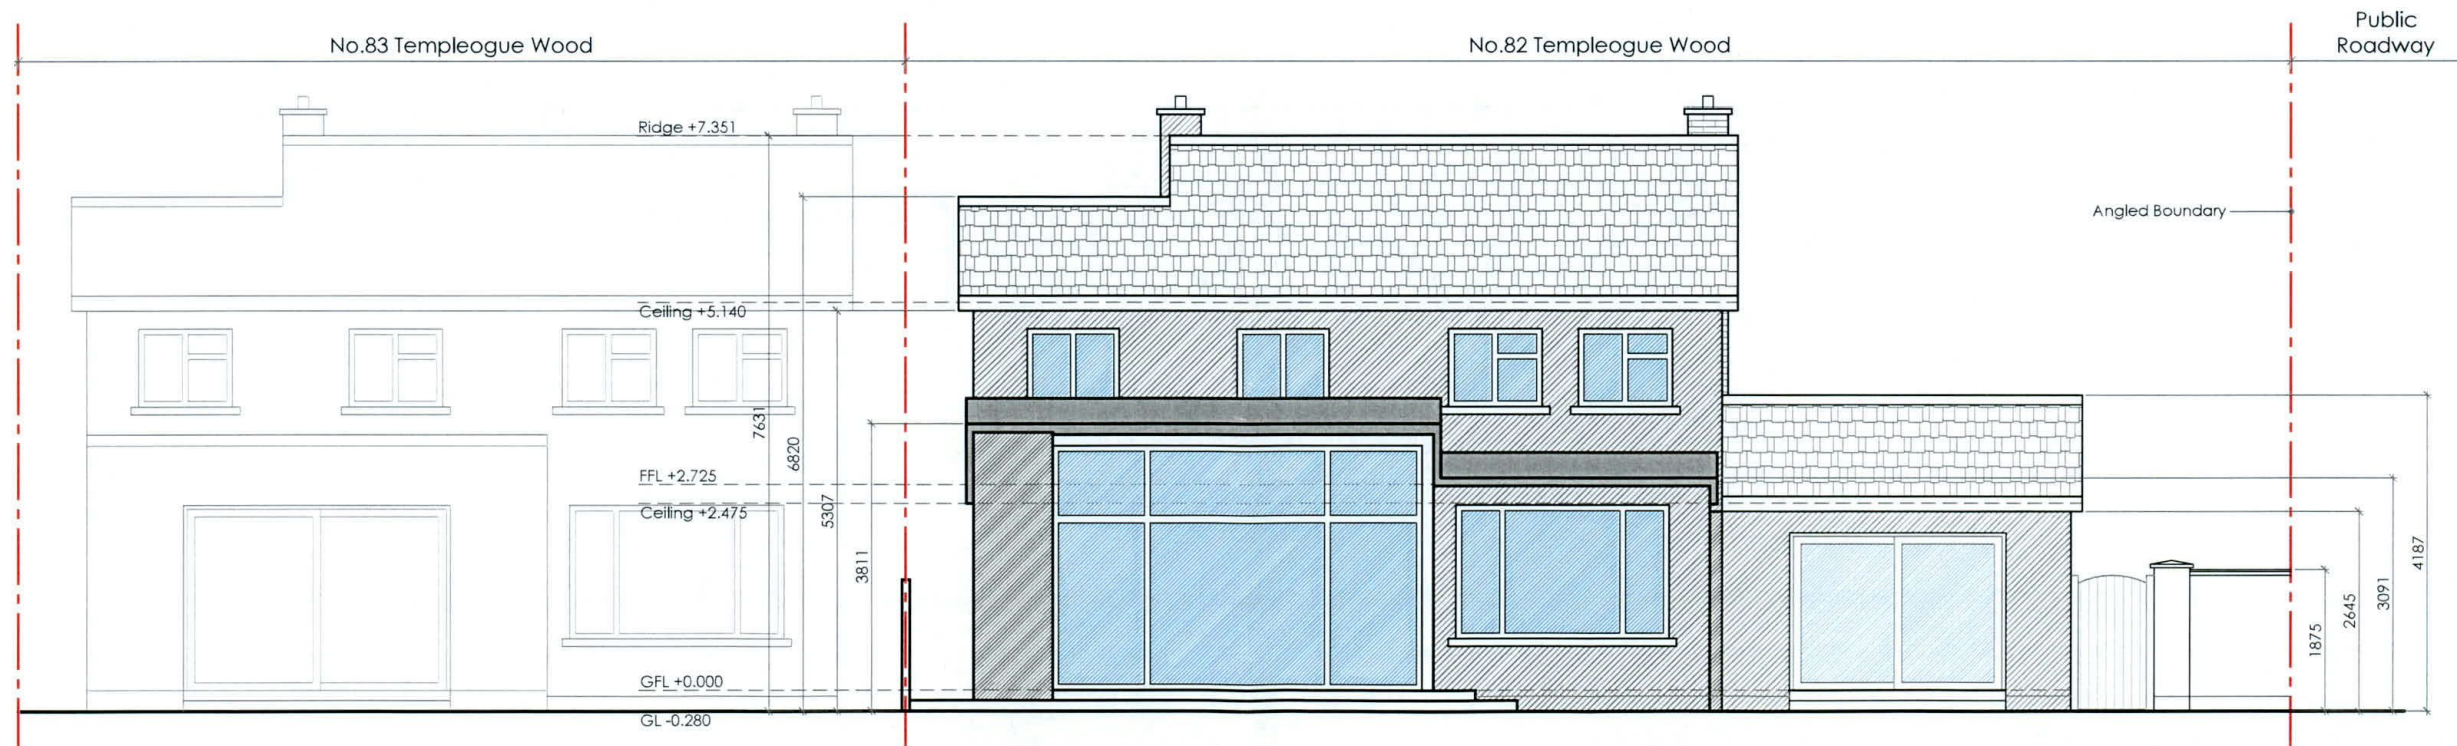 No.83 Templeogue Wood
No.82 Templeogue Wood
Public
Roadway
Ridge +7.351
Angled Boundary
Ceiling +5.140
7631
6820
FFL +2.725
Ceiling +2.475
5307
3811
4187
3091
2645
1875
GFL +0.000
GL -0.280